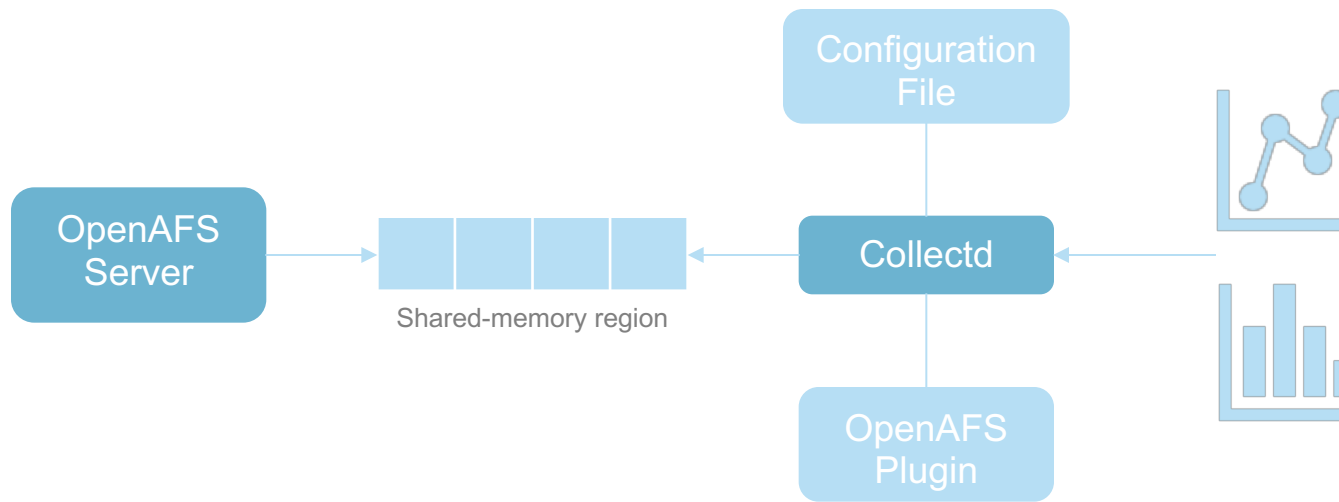 Configuration
File
OpenAFS
Server
Collectd
Shared-memory region
OpenAFS
Plugin